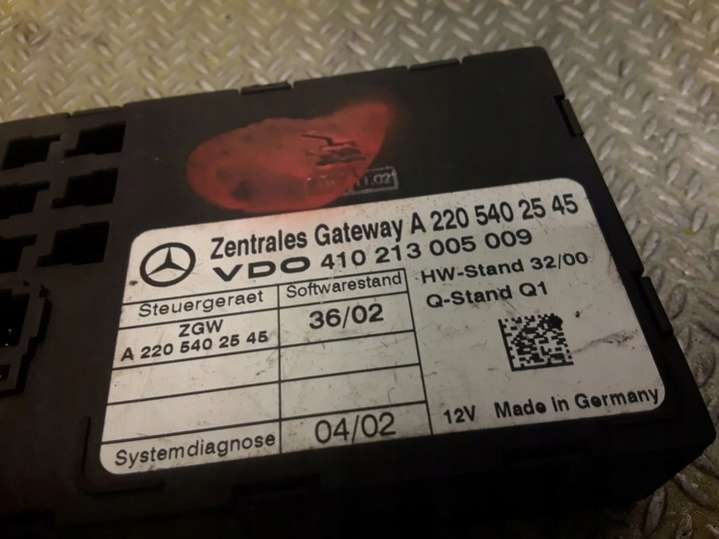 11.02
Zentrales Gateway A 220 540 25 45
VDO 410 213 005 009
Steuergeraet Softwarestand HW-Stand 32/00
ZGW 36/02 Q-Stand Q1
A 220 540 25 45
Systemdiagnose 04/02 12V Made in Germany